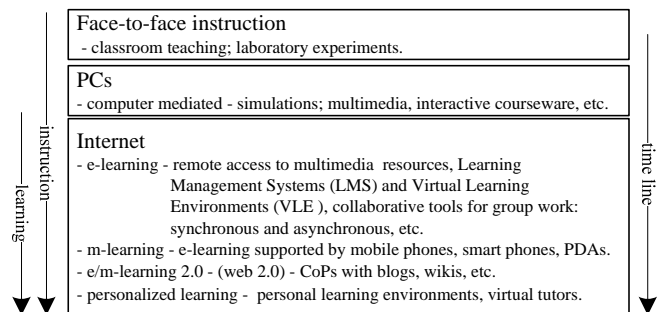 Face-to-face instruction
- classroom teaching; laboratory experiments.
PCs
- computer mediated - simulations; multimedia, interactive courseware, etc.
Internet
- e-learning - remote access to multimedia resources, Learning
Management Systems (LMS) and Virtual Learning
Environments (VLE ), collaborative tools for group work:
synchronous and asynchronous, etc.
- m-learning - e-learning supported by mobile phones, smart phones, PDAs.
- e/m-learning 2.0 - (web 2.0) - CoPs with blogs, wikis, etc.
- personalized learning - personal learning environments, virtual tutors.
learning
instruction
time line